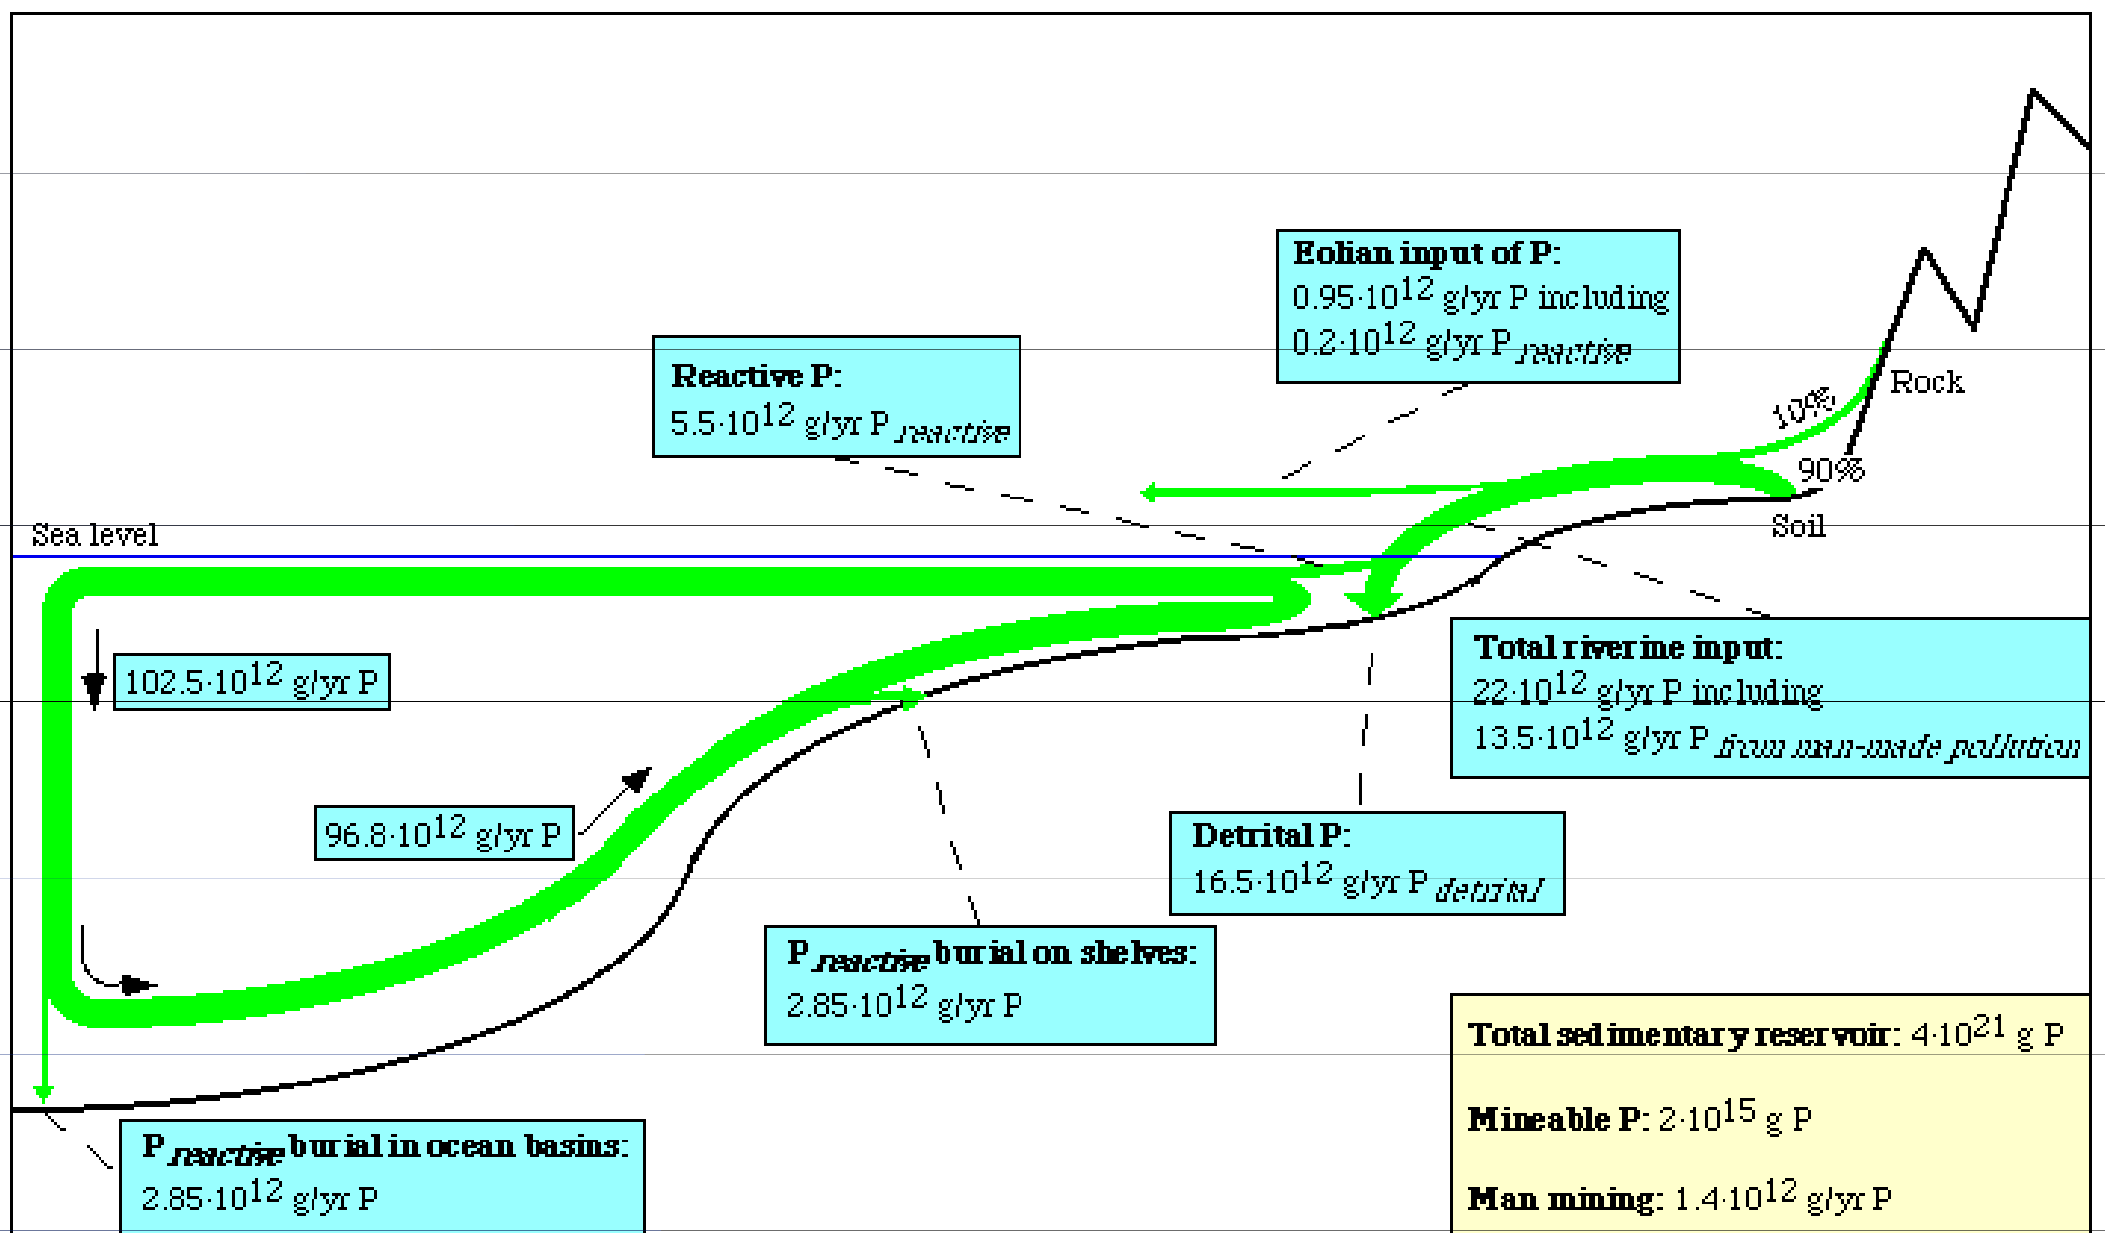 Eolian input of P:
0.95·10¹² g/yr P including
0.2·10¹² g/yr P reactive
Reactive P:
5.5·10¹² g/yr P reactive
10%
Rock
90%
Soil
Sea level
102.5·10¹² g/yr P
Total riverine input:
22·10¹² g/yr P including
13.5·10¹² g/yr P from man-made pollution
96.8·10¹² g/yr P
Detrital P:
16.5·10¹² g/yr P detrital
P reactive burial on shelves:
2.85·10¹² g/yr P
Total sedimentary reservoir: 4·10²¹ g P
Mineable P: 2·10¹⁵ g P
Man mining: 1.4·10¹² g/yr P
P reactive burial in ocean basins:
2.85·10¹² g/yr P